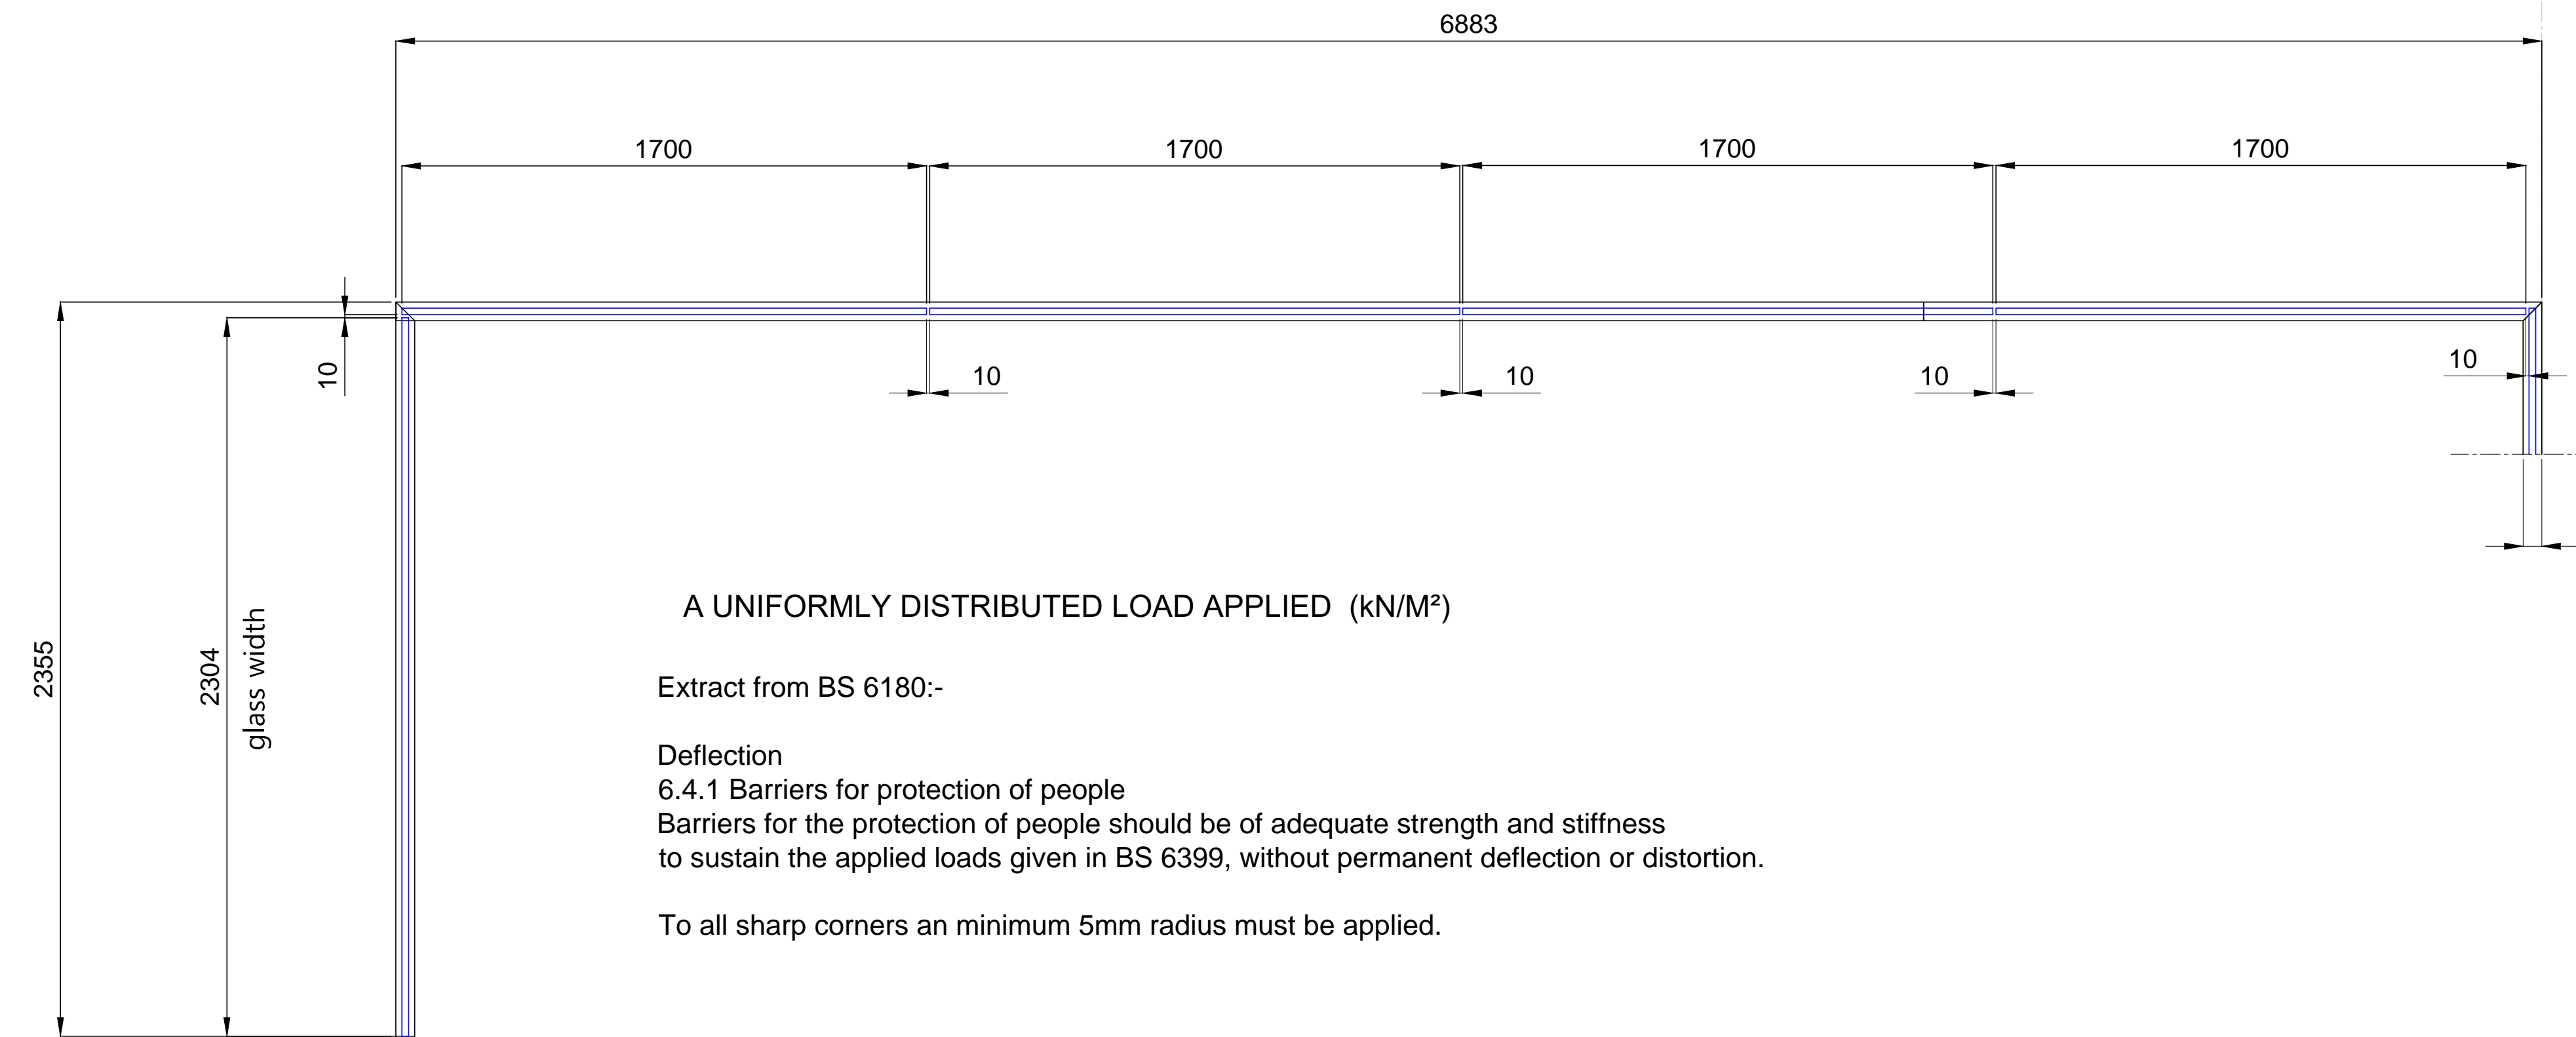 6883
1700
1700
1700
1700
10
10
10
10
10
2355
2304
glass width
A UNIFORMLY DISTRIBUTED LOAD APPLIED (kN/M²)
Extract from BS 6180:-
Deflection
6.4.1 Barriers for protection of people
Barriers for the protection of people should be of adequate strength and stiffness
to sustain the applied loads given in BS 6399, without permanent deflection or distortion.
To all sharp corners an minimum 5mm radius must be applied.